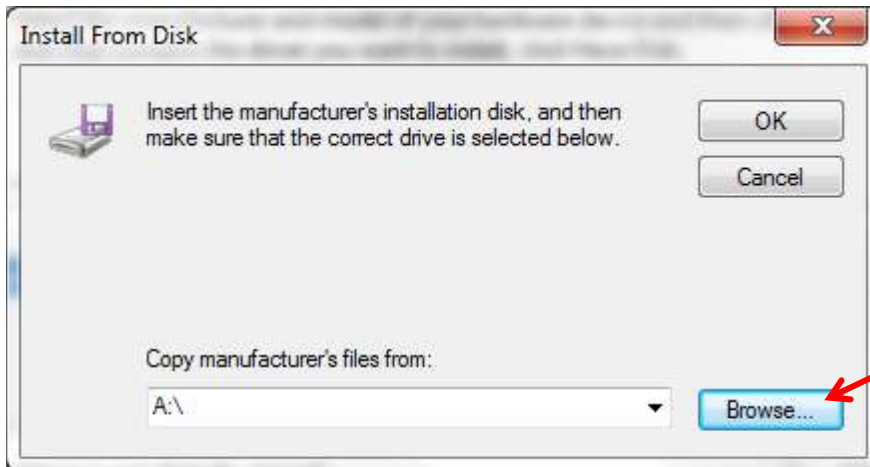 Install From Disk
Insert the manufacturer's installation disk, and then
make sure that the correct drive is selected below.
OK
Cancel
Copy manufacturer's files from:
A:\
Browse...